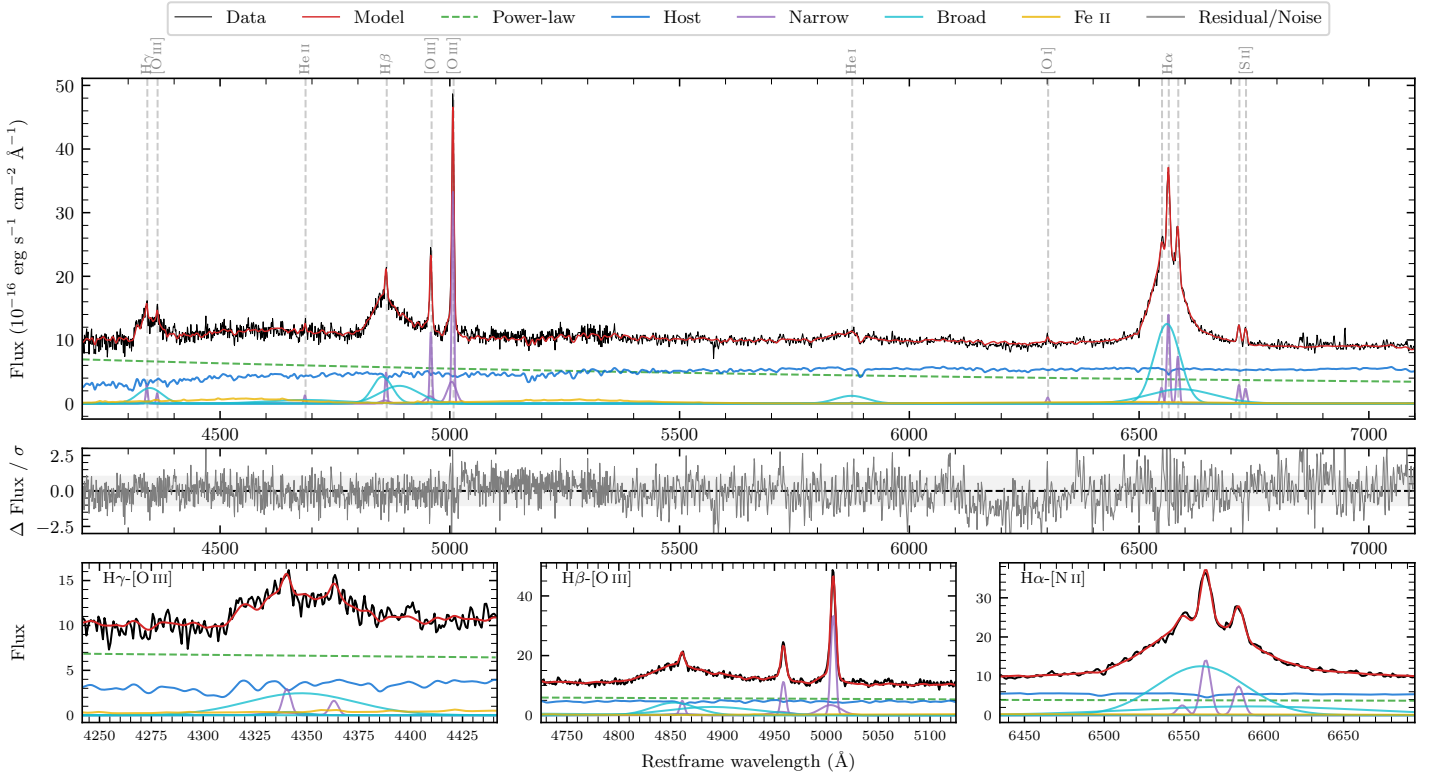 Data Model Power-law Host Narrow Broad Fe II Residual/Noise
Hγ [O III] He II Hβ [O III] [O III] He I [O I] Hα [S II]
Flux (10⁻¹⁶ erg s⁻¹ cm⁻² Å⁻¹)
50
40
30
20
10
0
4500 5000 5500 6000 6500 7000
Δ Flux / σ
2.5
0.0
−2.5
4500 5000 5500 6000 6500 7000
Hγ-[O III]
Flux
15
10
5
0
4250 4275 4300 4325 4350 4375 4400 4425
Hβ-[O III]
40
20
0
4750 4800 4850 4900 4950 5000 5050 5100
Hα-[N II]
30
20
10
0
6450 6500 6550 6600 6650
Restframe wavelength (Å)